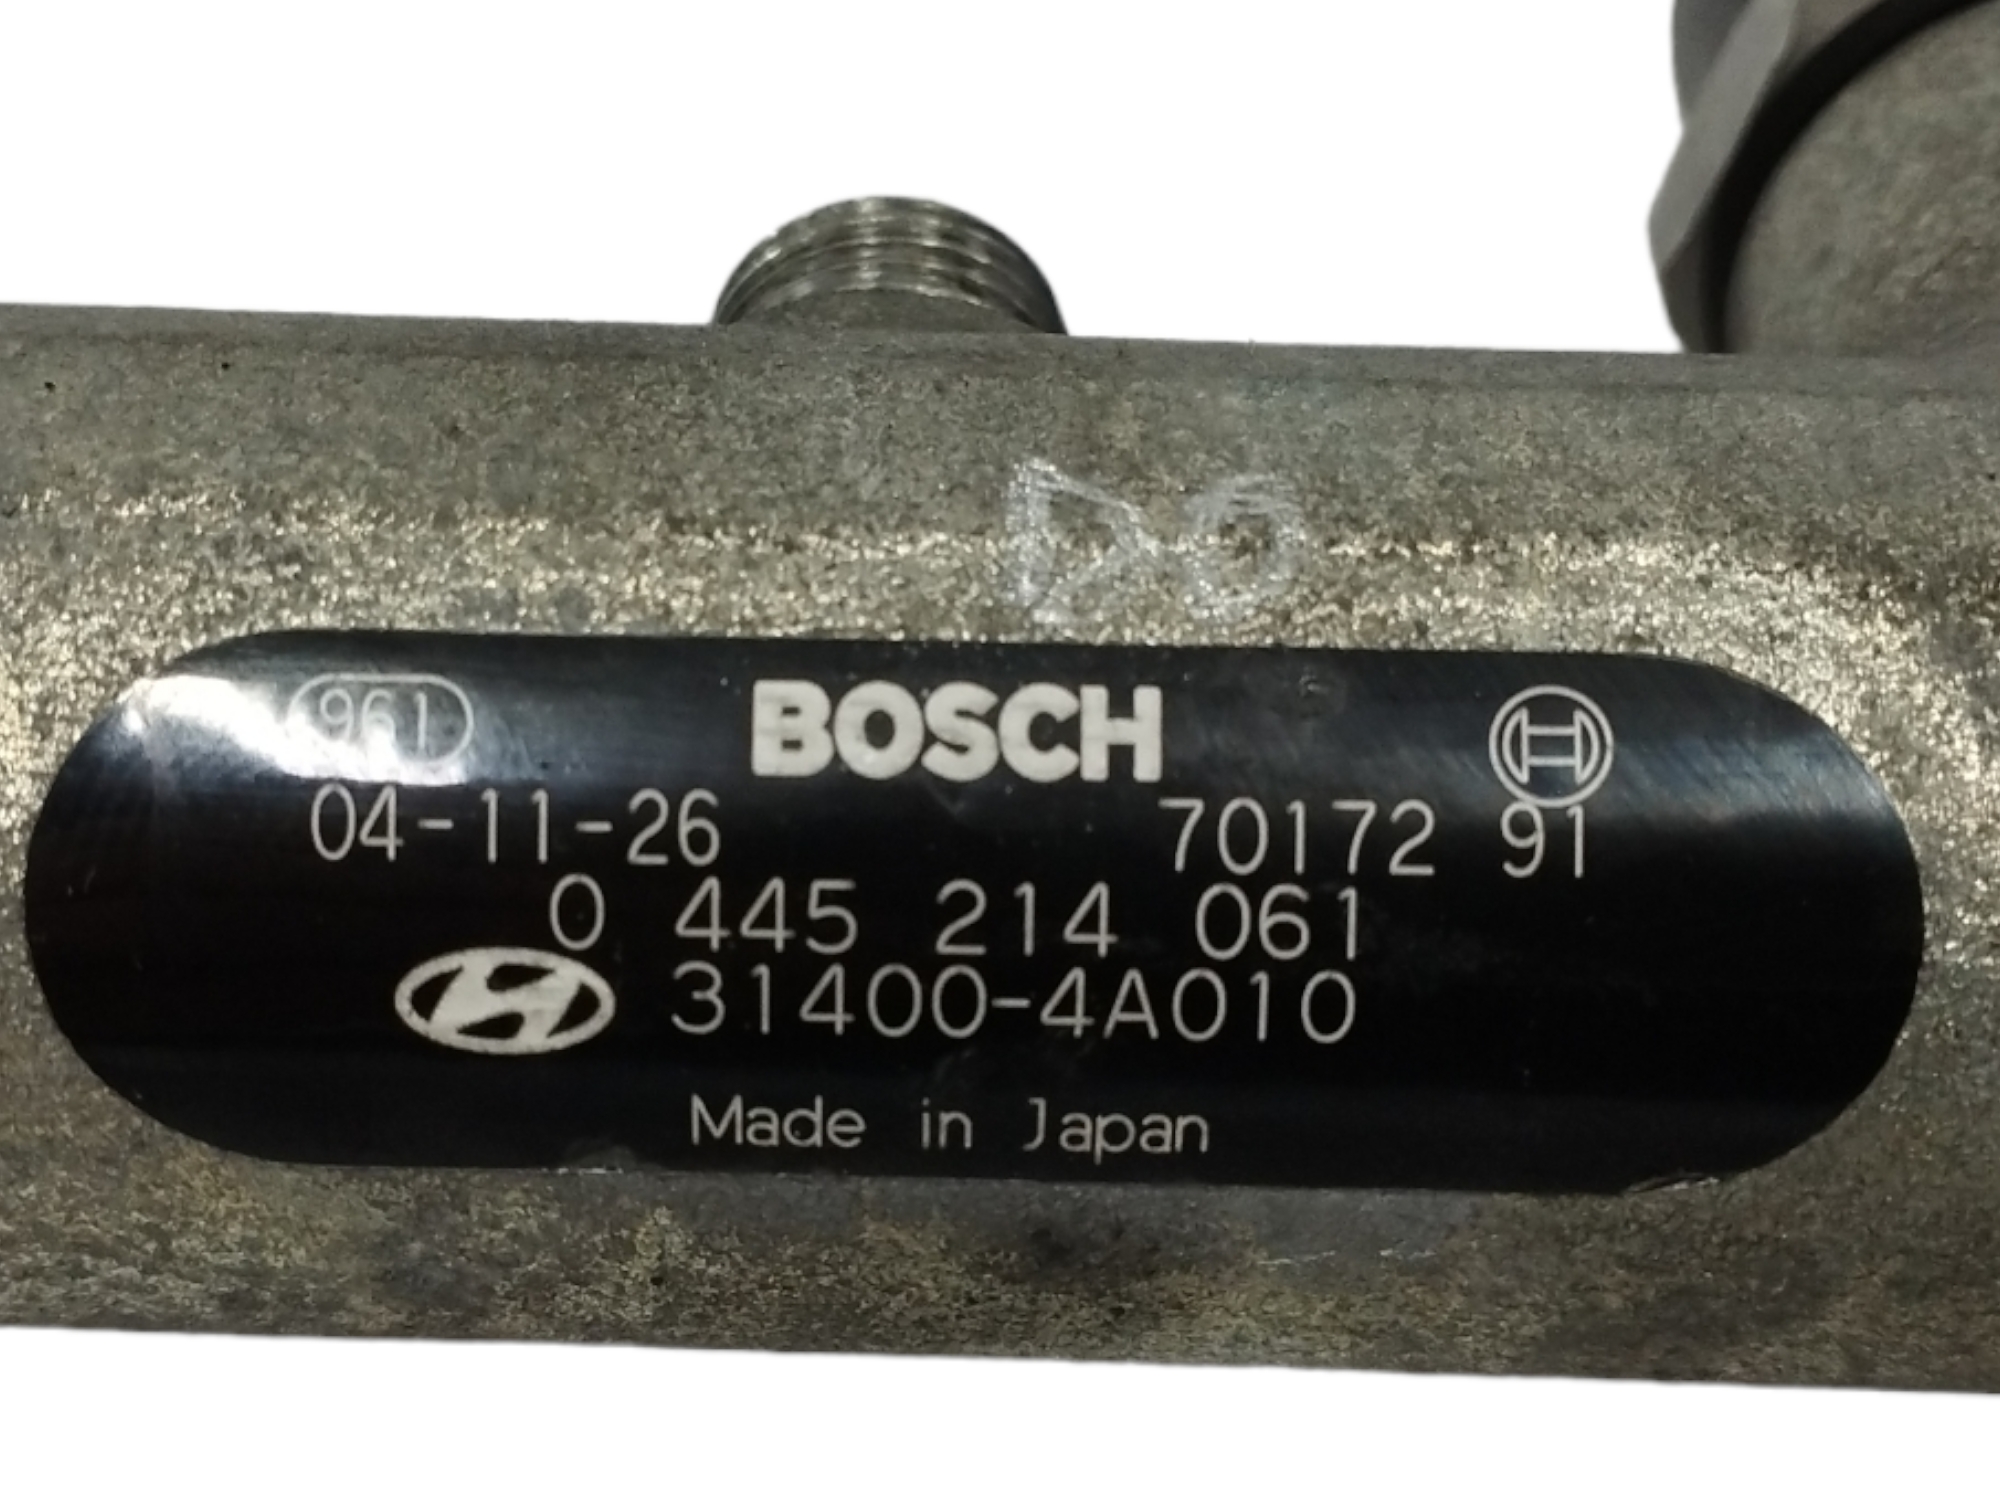 961 BOSCH
04-11-26 70172 91
0 445 214 061
31400-4A010
Made in Japan